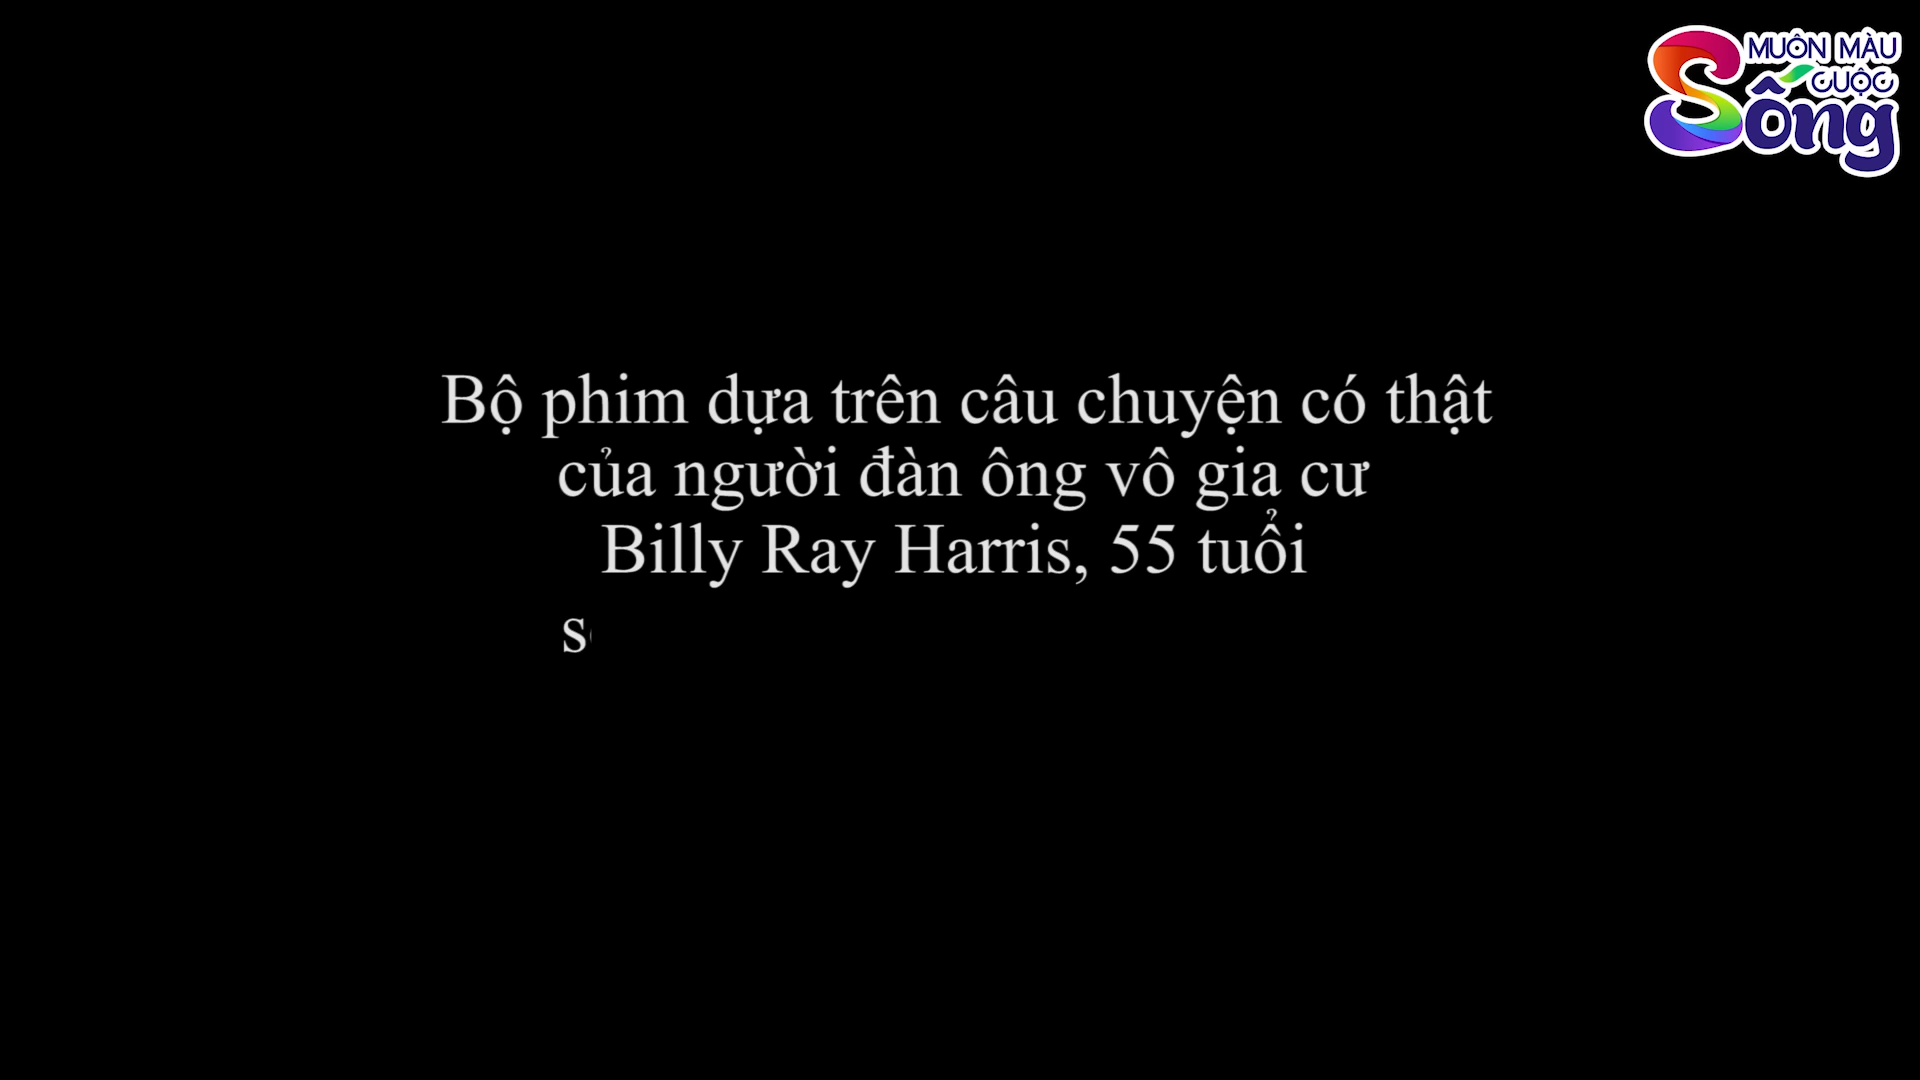 MUÔN MÀU
CUỘC
Sống
Bộ phim dựa trên câu chuyện có thật
của người đàn ông vô gia cư
Billy Ray Harris, 55 tuổi